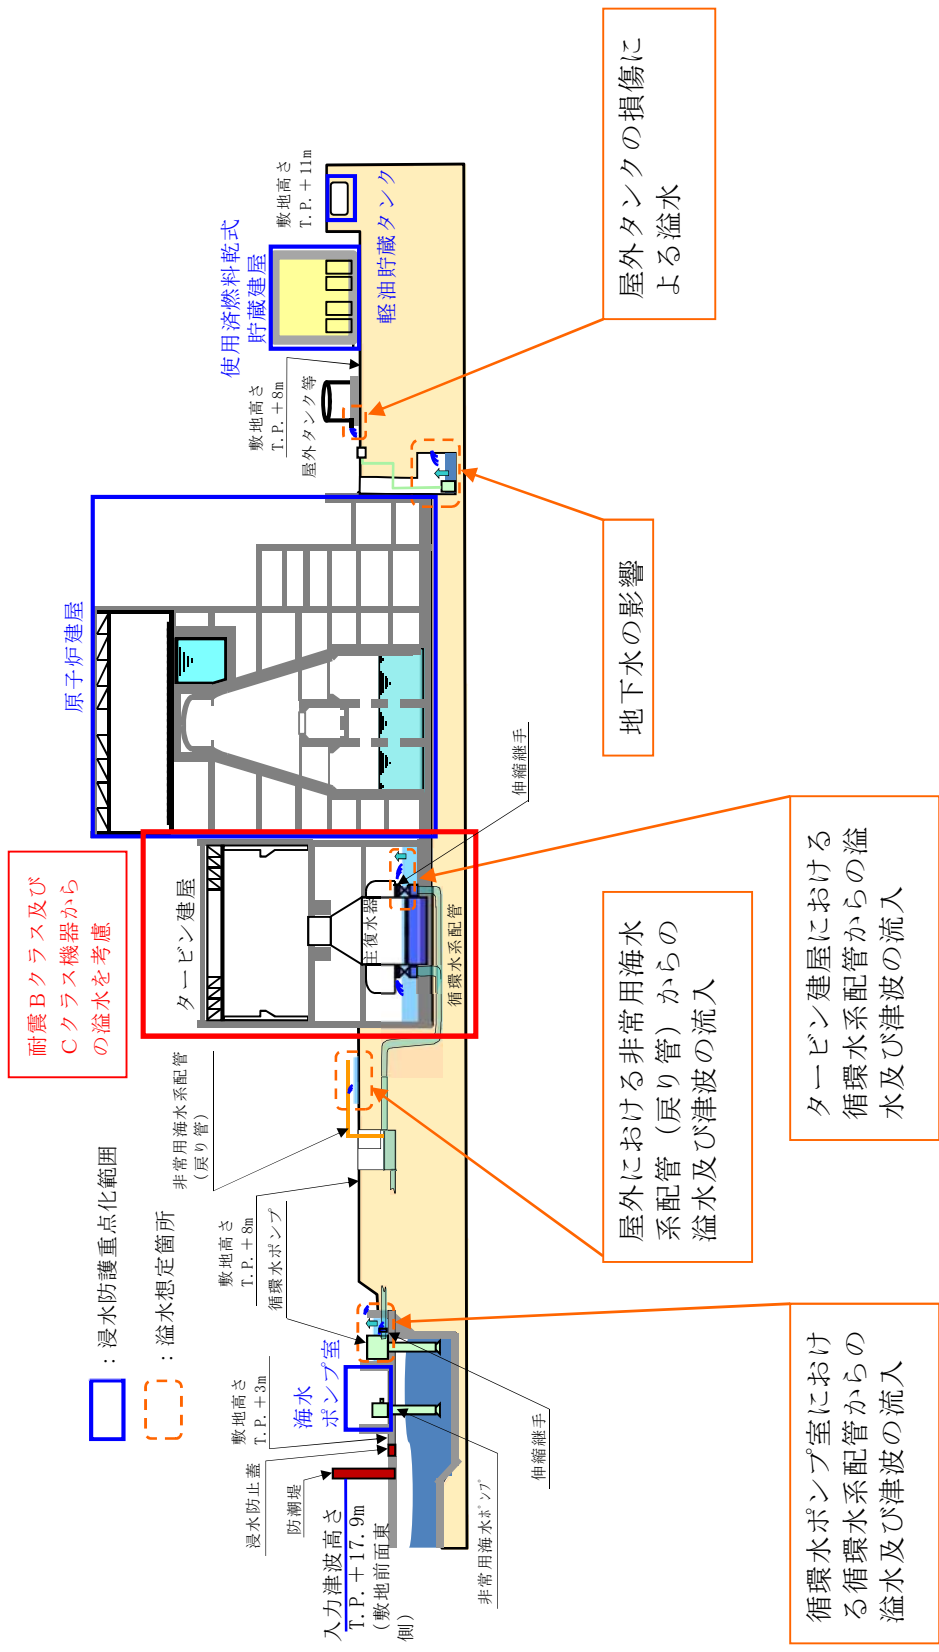 ：浸水防護重点化範囲
：溢水想定箇所
耐震Bクラス及び
Cクラス機器から
の溢水を考慮
原子炉建屋
タービン建屋
使用済燃料乾式
貯蔵建屋
敷地高さ
T.P.＋11m
軽油貯蔵タンク
敷地高さ
T.P.＋8m
屋外タンク等
主復水器
循環水系配管
伸縮継手
非常用海水系配管
（戻り管）
敷地高さ
T.P.＋8m
循環水ポンプ
海水
ポンプ室
敷地高さ
T.P.＋3m
浸水防止蓋
防潮堤
入力津波高さ
T.P.＋17.9m
（敷地前面東
側）
非常用海水ﾎﾟﾝﾌﾟ
伸縮継手
循環水ポンプ室におけ
る循環水系配管からの
溢水及び津波の流入
屋外における非常用海水
系配管（戻り管）からの
溢水及び津波の流入
タービン建屋における
循環水系配管からの溢
水及び津波の流入
地下水の影響
屋外タンクの損傷に
よる溢水